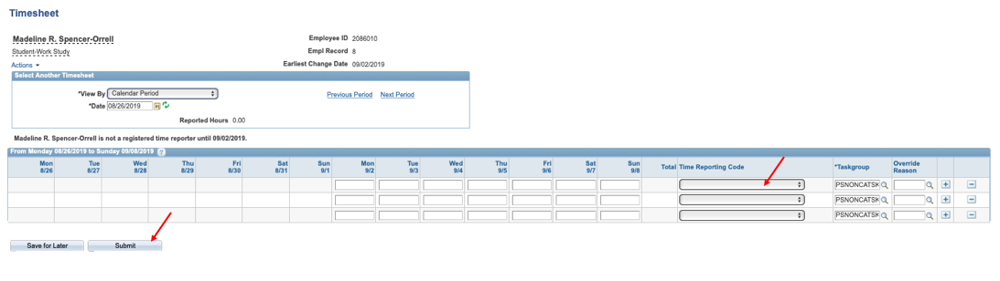 Timesheet
Madeline R. Spencer-Orrell Employee ID 2086010
Student-Work Study Empl Record 8
Actions Earliest Change Date 09/02/2019
Select Another Timesheet
*View By Calendar Period Previous Period Next Period
*Date 08/26/2019
Reported Hours 0.00
Madeline R. Spencer-Orrell is not a registered time reporter until 09/02/2019.
From Monday 08/26/2019 to Sunday 09/08/2019
Mon Tue Wed Thu Fri Sat Sun Mon Tue Wed Thu Fri Sat Sun Total Time Reporting Code *Taskgroup Override
8/26 8/27 8/28 8/29 8/30 8/31 9/1 9/2 9/3 9/4 9/5 9/6 9/7 9/8 Reason
PSNONCATSK
PSNONCATSK
PSNONCATSK
Save for Later Submit